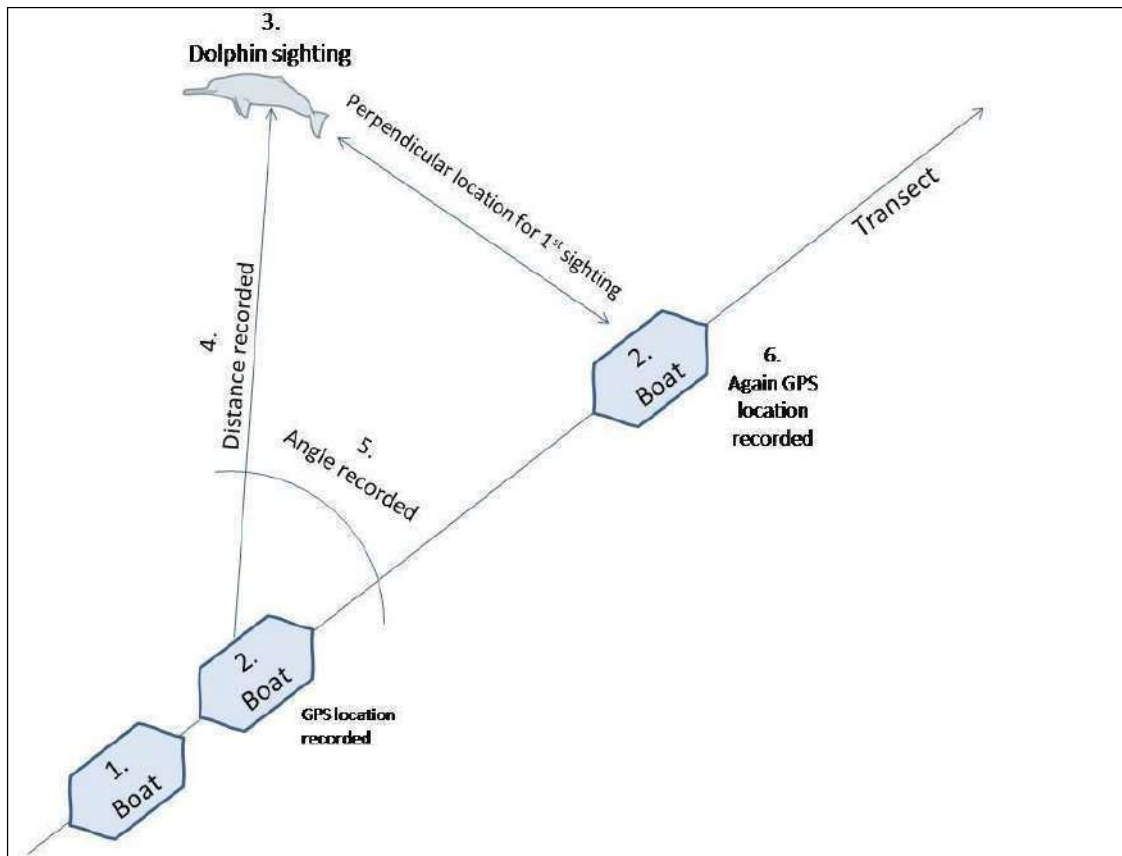 3.
Dolphin sighting
Perpendicular location for 1st sighting
Transect
4.
Distance recorded
5.
Angle recorded
2.
Boat
6.
Again GPS
location
recorded
2.
Boat
GPS location
recorded
1.
Boat